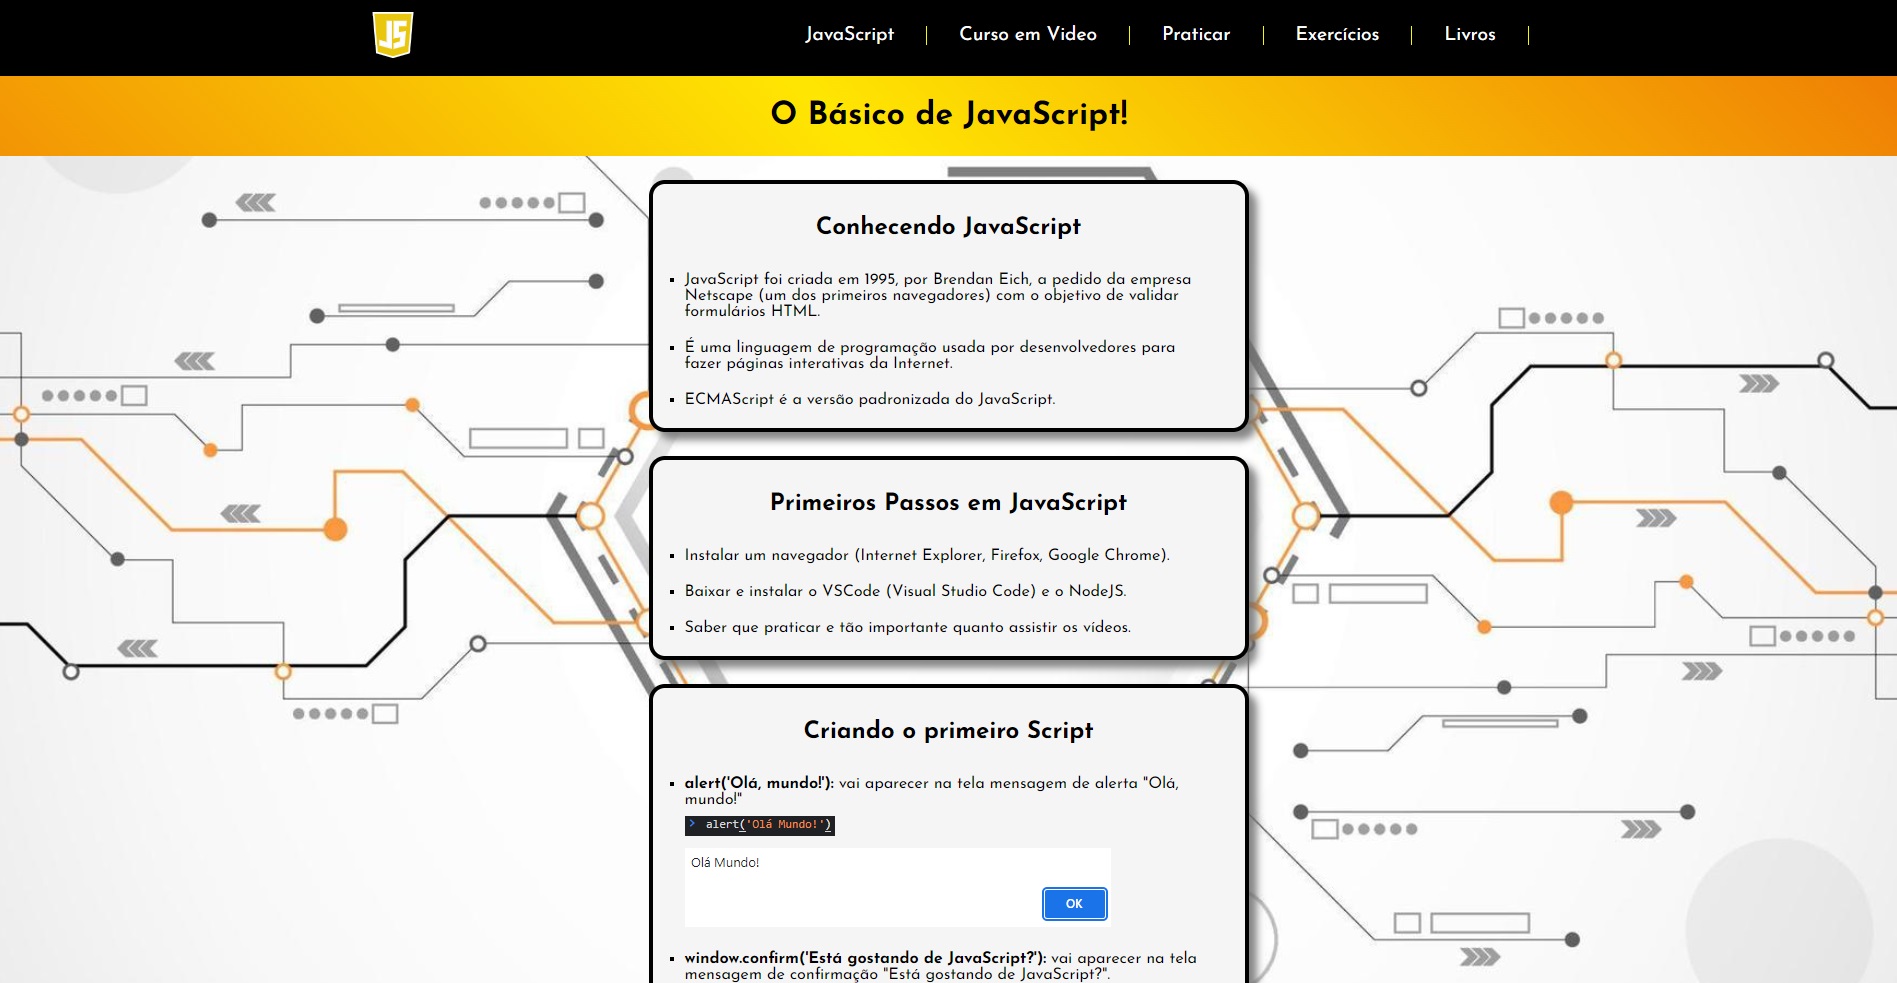 JS
JavaScript | Curso em Video | Praticar | Exercícios | Livros |
O Básico de JavaScript!
Conhecendo JavaScript
▪ JavaScript foi criada em 1995, por Brendan Eich, a pedido da empresa
Netscape (um dos primeiros navegadores) com o objetivo de validar
formulários HTML.
▪ É uma linguagem de programação usada por desenvolvedores para
fazer páginas interativas da Internet.
▪ ECMAScript é a versão padronizada do JavaScript.
Primeiros Passos em JavaScript
▪ Instalar um navegador (Internet Explorer, Firefox, Google Chrome).
▪ Baixar e instalar o VSCode (Visual Studio Code) e o NodeJS.
▪ Saber que praticar e tão importante quanto assistir os vídeos.
Criando o primeiro Script
▪ alert('Olá, mundo!'): vai aparecer na tela mensagem de alerta "Olá,
mundo!"
> alert('Olá Mundo!')
Olá Mundo!
OK
▪ window.confirm('Está gostando de JavaScript?'): vai aparecer na tela
mensagem de confirmação "Está gostando de JavaScript?".